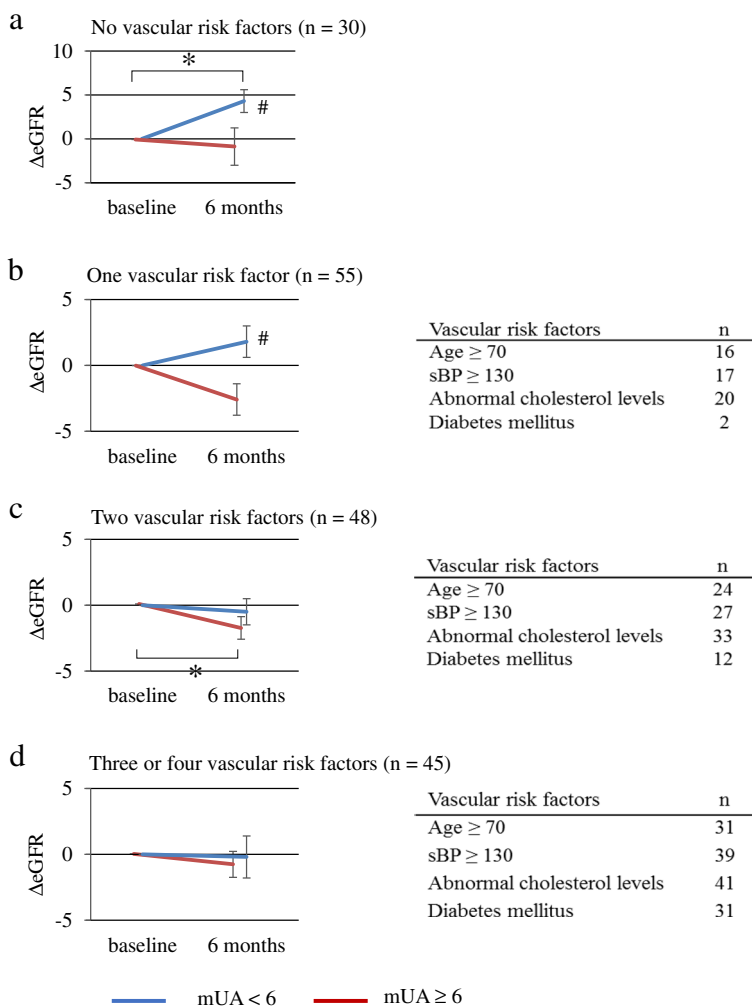 a
No vascular risk factors (n = 30)
10
5
0
-5
ΔeGFR
*
#
baseline 6 months
b
One vascular risk factor (n = 55)
5
0
-5
ΔeGFR
#
baseline 6 months
Vascular risk factors n
Age ≥ 70 16
sBP ≥ 130 17
Abnormal cholesterol levels 20
Diabetes mellitus 2
c
Two vascular risk factors (n = 48)
5
0
-5
ΔeGFR
*
baseline 6 months
Vascular risk factors n
Age ≥ 70 24
sBP ≥ 130 27
Abnormal cholesterol levels 33
Diabetes mellitus 12
d
Three or four vascular risk factors (n = 45)
5
0
-5
ΔeGFR
baseline 6 months
Vascular risk factors n
Age ≥ 70 31
sBP ≥ 130 39
Abnormal cholesterol levels 41
Diabetes mellitus 31
mUA < 6 mUA ≥ 6